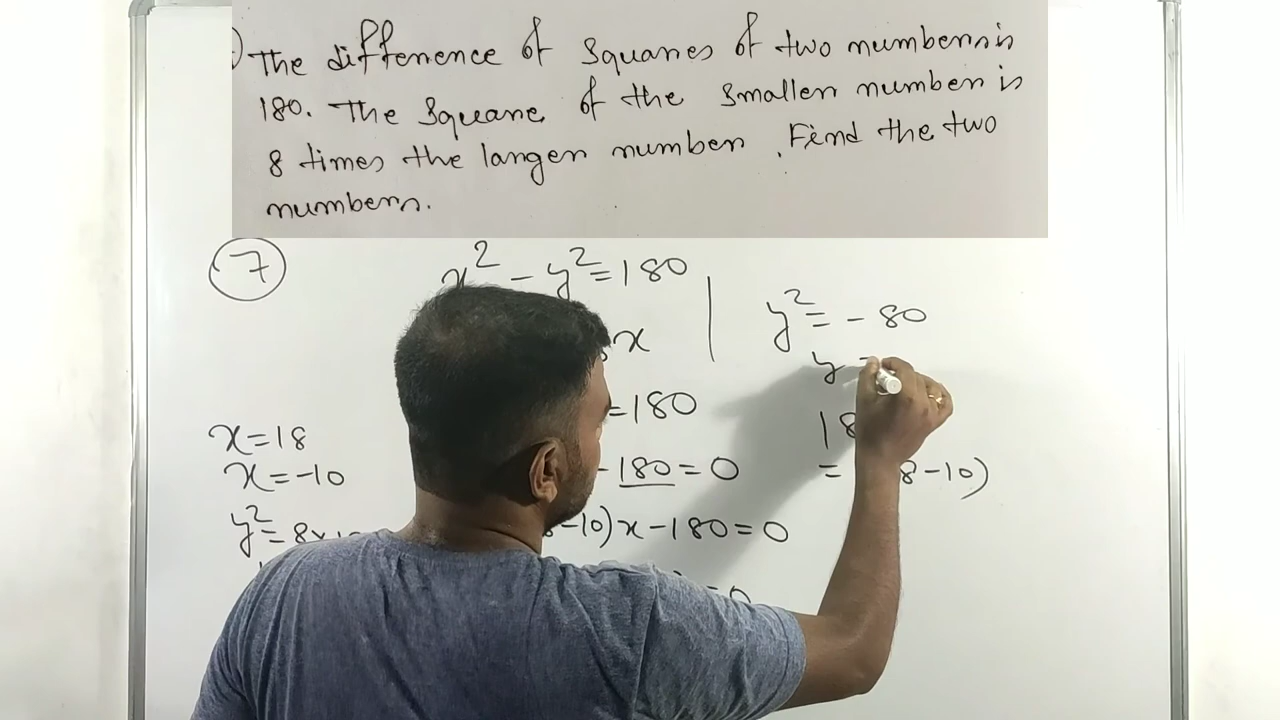 The difference of squares of two numbers is
180. The square of the smaller number is
8 times the larger number. Find the two
numbers.
7
x² - y² = 180
x
y² = - 80
y =
= 180
18
x = 18
x = -10
- 180 = 0
= 8-10)
y² = 8x
-10)x - 180 = 0
= 0